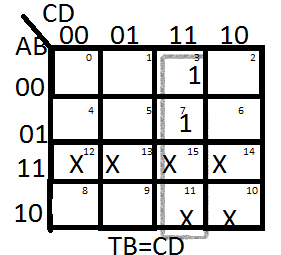 CD
AB 00 01 11 10
00 0 1 3 1 2
01 4 5 7 1 6
11 12 X X 13 15 X X 14
10 8 9 11 X 10 X
TB=CD